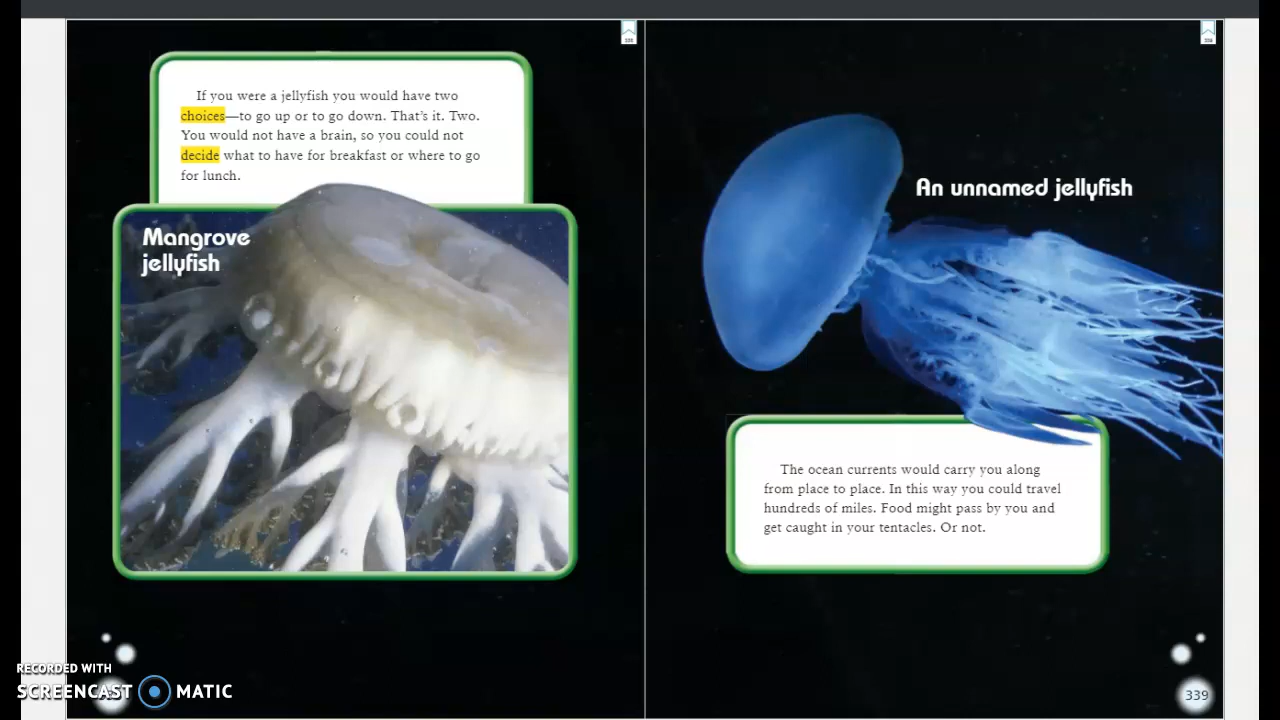 If you were a jellyfish you would have two
choices—to go up or to go down. That's it. Two.
You would not have a brain, so you could not
decide what to have for breakfast or where to go
for lunch.
Mangrove
jellyfish
An unnamed jellyfish
The ocean currents would carry you along
from place to place. In this way you could travel
hundreds of miles. Food might pass by you and
get caught in your tentacles. Or not.
339
RECORDED WITH
SCREENCAST MATIC